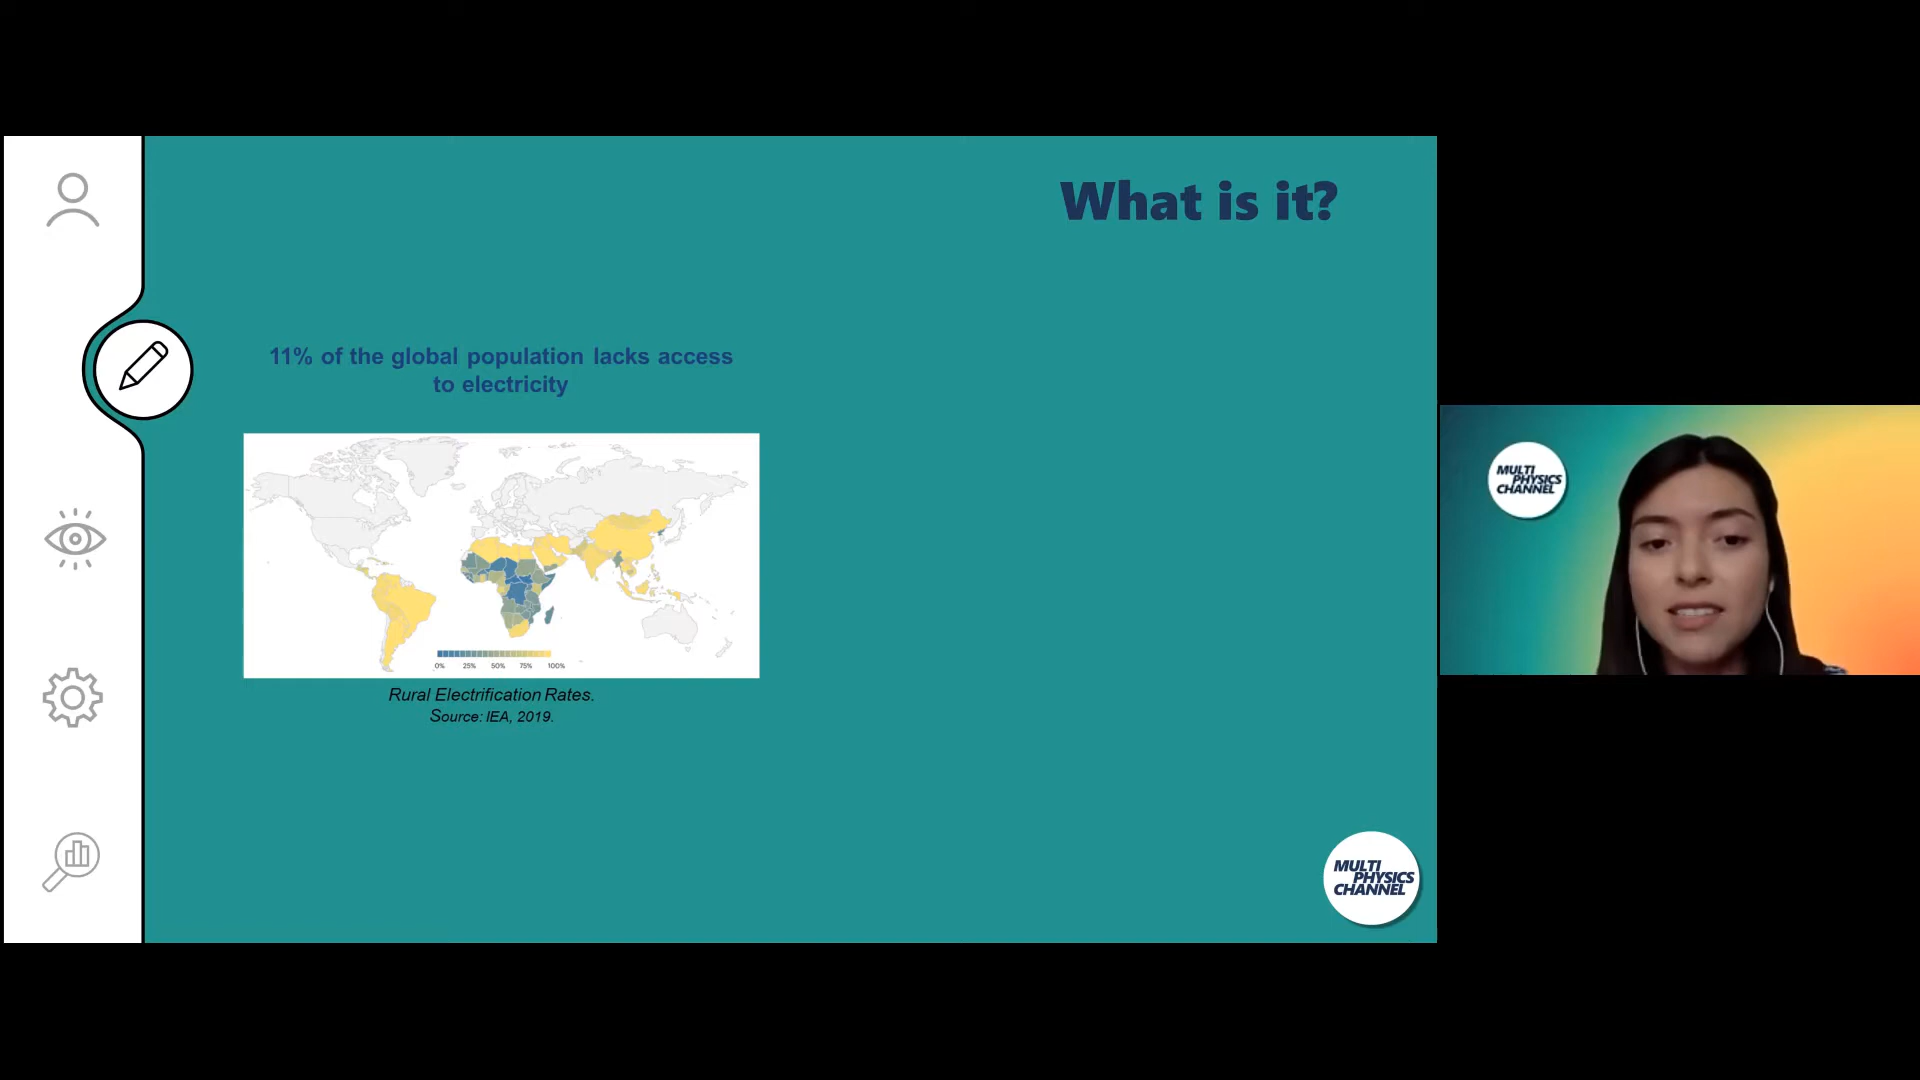 What is it?
11% of the global population lacks access
to electricity
0% 25% 50% 75% 100%
Rural Electrification Rates.
Source: IEA, 2019.
MULTI
PHYSICS
CHANNEL
MULTI
PHYSICS
CHANNEL